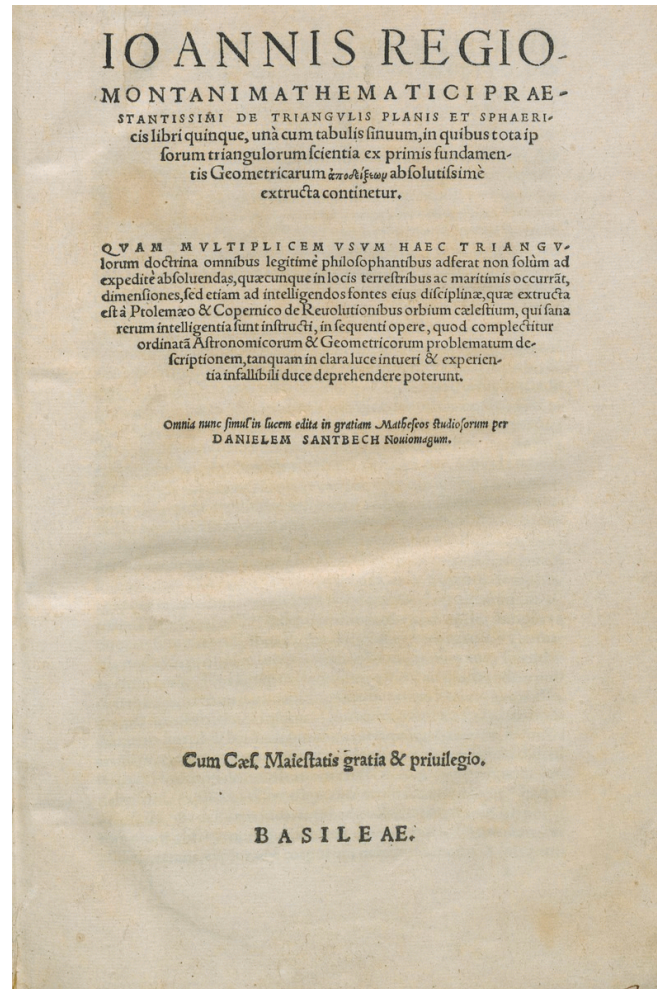 IOANNIS REGIO-
MONTANI MATHEMATICI PRAE-
STANTISSIMI DE TRIANGVLIS PLANIS ET SPHAERI-
cis libri quinque, unà cum tabulis ſinuum, in quibus tota ip
ſorum triangulorum ſcientia ex primis fundamen-
tis Geometricarum ἀποδείξεων abſolutiſsimè
extructa continetur.
QVAM MVLTIPLICEM VSVM HAEC TRIANGV-
lorum doctrina omnibus legitimè philoſophantibus adferat non ſolùm ad
expeditè abſoluendas, quæcunque in locis terreſtribus ac maritimis occurrãt,
dimenſiones, ſed etiam ad intelligendos fontes eius diſciplinæ, quæ extructa
eſt à Ptolemæo & Copernico de Reuolutionibus orbium cæleſtium, qui ſana
rerum intelligentia ſunt inſtructi, in ſequenti opere, quod complectitur
ordinatã Aſtronomicorum & Geometricorum problematum de-
ſcriptionem, tanquam in clara luce intueri & experien-
tia infallibili duce deprehendere poterunt.
Omnia nunc ſimul in lucem edita in gratiam Matheſeos ſtudioſorum per
DANIELEM SANTBECH Nouiomagum.
Cum Cæſ. Maieſtatis gratia & priuilegio.
BASILEAE.